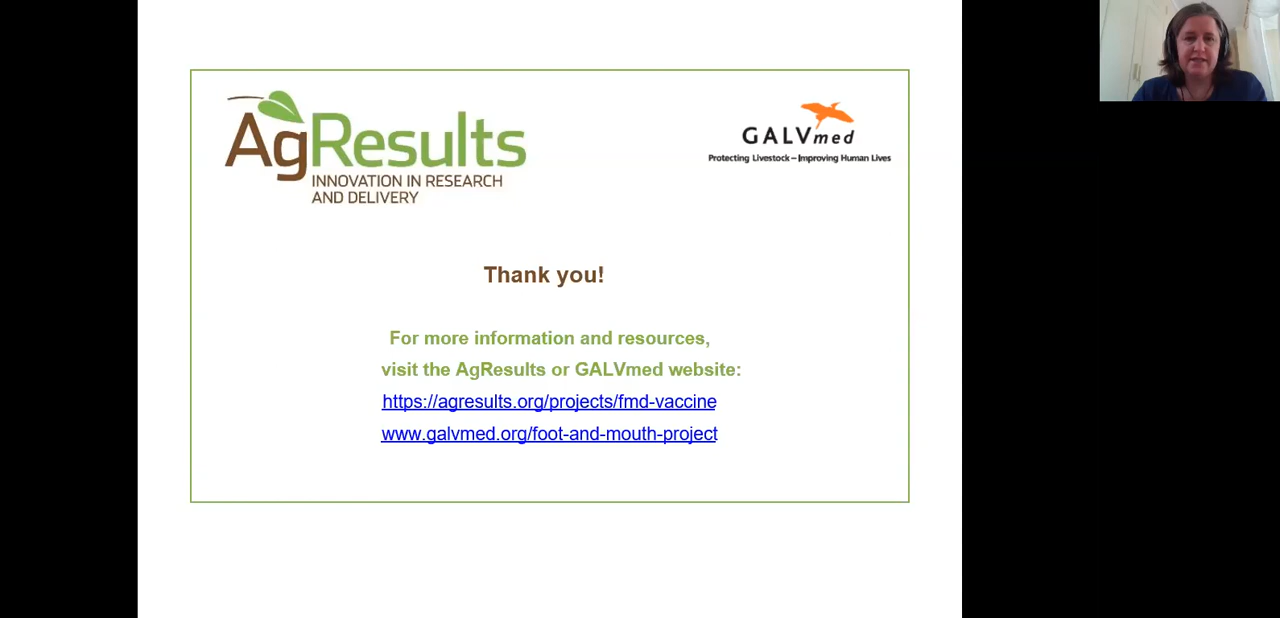 AgResults
INNOVATION IN RESEARCH
AND DELIVERY
GALVmed
Protecting Livestock – Improving Human Lives
Thank you!
For more information and resources,
visit the AgResults or GALVmed website:
https://agresults.org/projects/fmd-vaccine
www.galvmed.org/foot-and-mouth-project